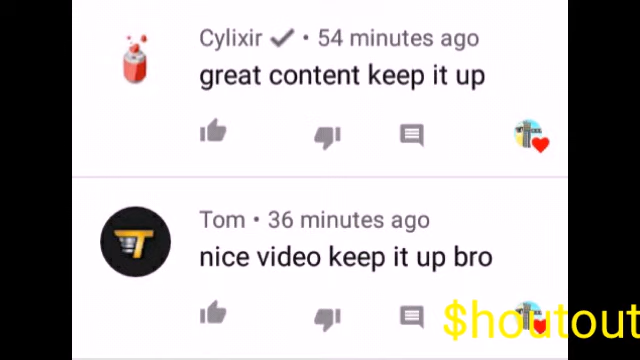 Cylixir ✓ • 54 minutes ago
great content keep it up
Tom • 36 minutes ago
nice video keep it up bro
$houtout